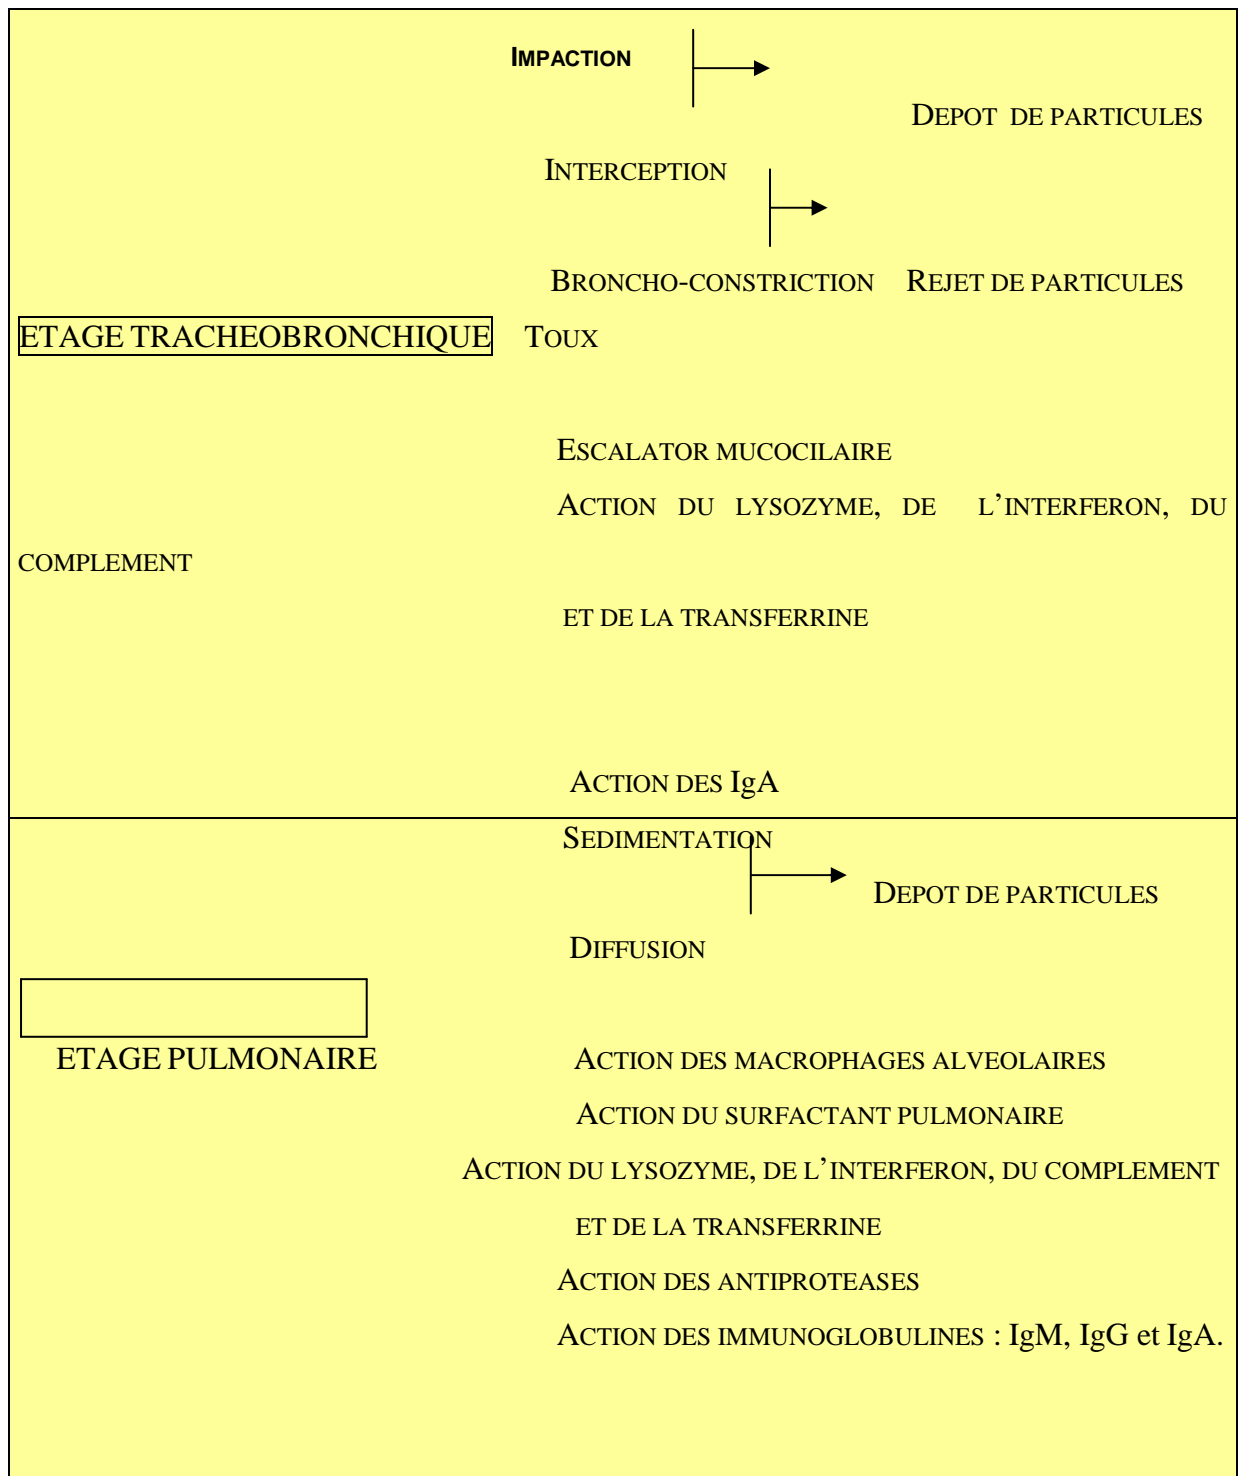 IMPACTION
DEPOT DE PARTICULES
INTERCEPTION
BRONCHO-CONSTRICTION REJET DE PARTICULES
ETAGE TRACHEOBRONCHIQUE TOUX
ESCALATOR MUCOCILAIRE
ACTION DU LYSOZYME, DE L’INTERFERON, DU
COMPLEMENT
ET DE LA TRANSFERRINE
ACTION DES IgA
SEDIMENTATION
DEPOT DE PARTICULES
DIFFUSION
ETAGE PULMONAIRE ACTION DES MACROPHAGES ALVEOLAIRES
ACTION DU SURFACTANT PULMONAIRE
ACTION DU LYSOZYME, DE L’INTERFERON, DU COMPLEMENT
ET DE LA TRANSFERRINE
ACTION DES ANTIPROTEASES
ACTION DES IMMUNOGLOBULINES : IgM, IgG et IgA.